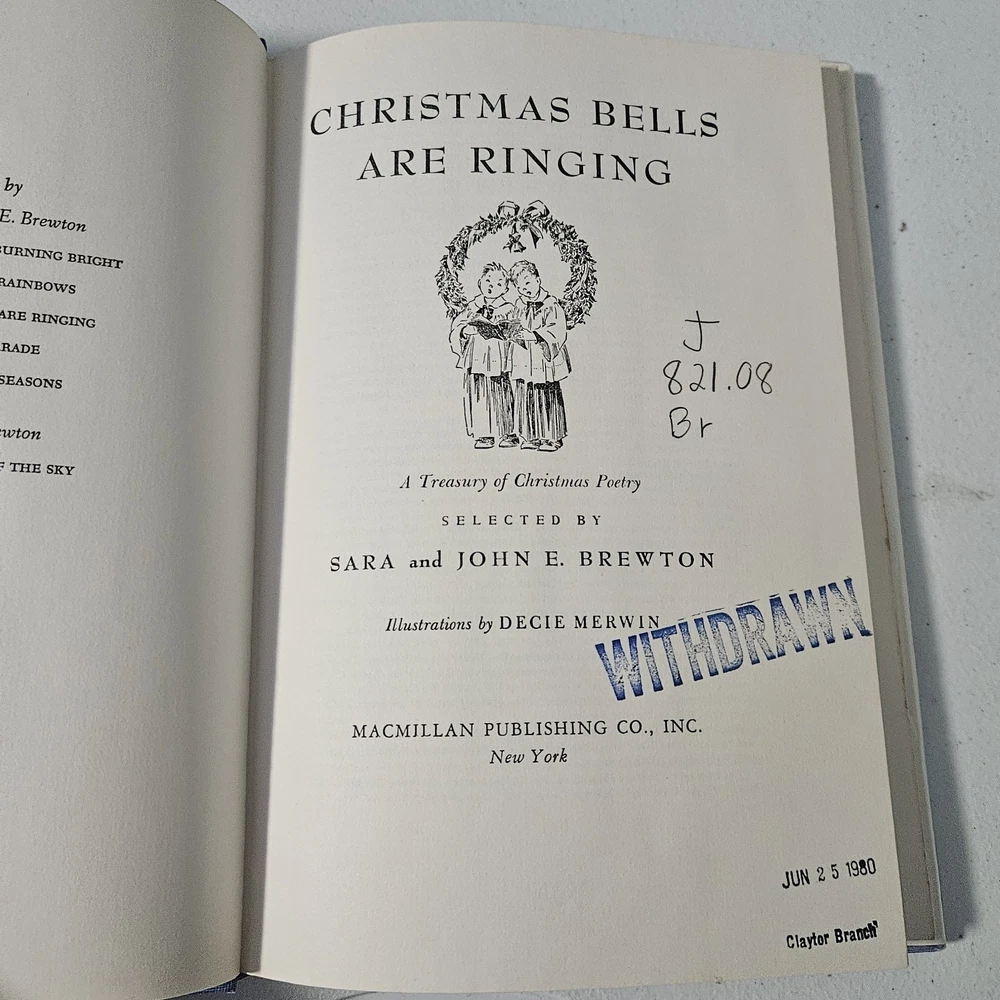 by
E. Brewton
BURNING BRIGHT
RAINBOWS
ARE RINGING
SEASONS
THE SKY
CHRISTMAS BELLS
ARE RINGING
J
821.08
Br
A Treasury of Christmas Poetry
SELECTED BY
SARA and JOHN E. BREWTON
Illustrations by DECIE MERWIN
WITHDRAWN
MACMILLAN PUBLISHING CO., INC.
New York
JUN 25 1980
Claytor Branch